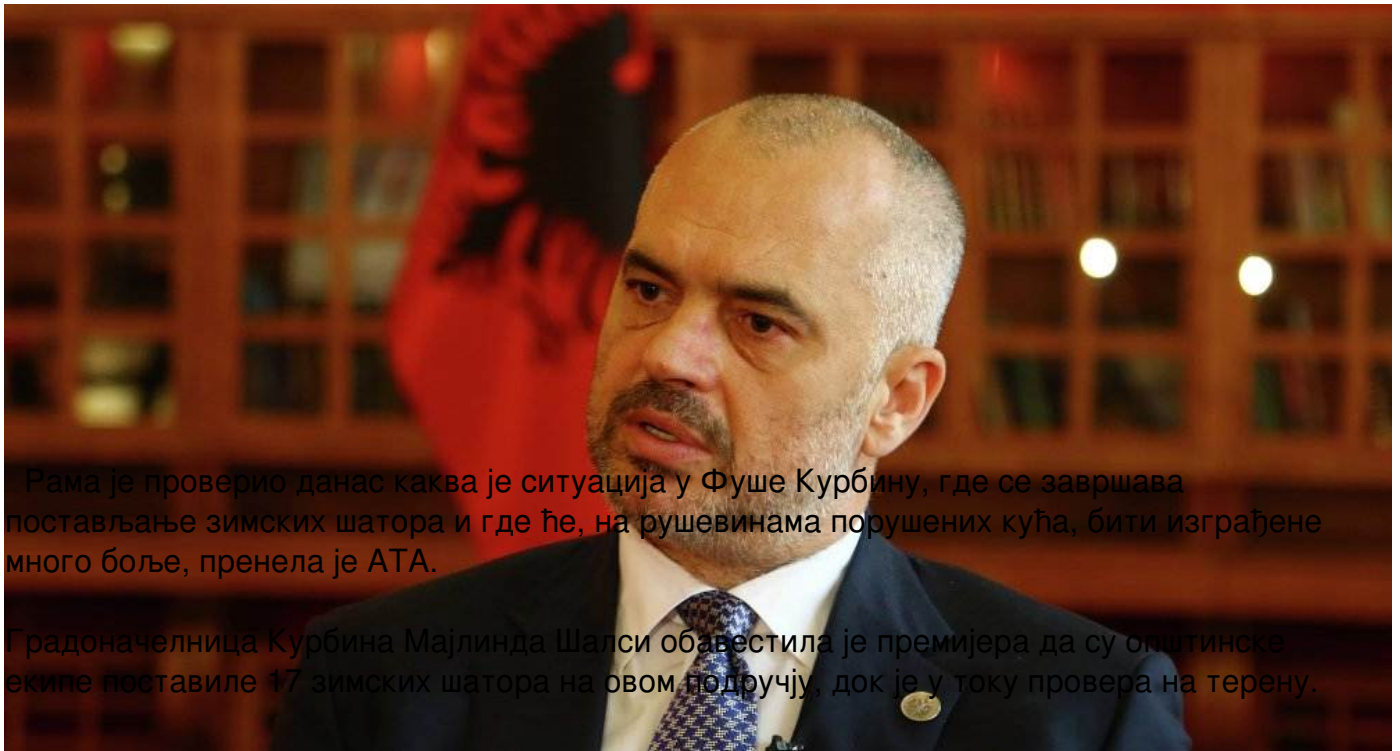 Рама је проверио данас каква је ситуација у Фуше Курбину, где се завршава
постављање зимских шатора и где ће, на рушевинама порушених кућа, бити изграђене
много боље, пренела је АТА.
Градоначелница Курбина Мајлинда Шалси обавестила је премијера да су општинске
екипе поставиле 17 зимских шатора на овом подручју, док је у току провера на терену.